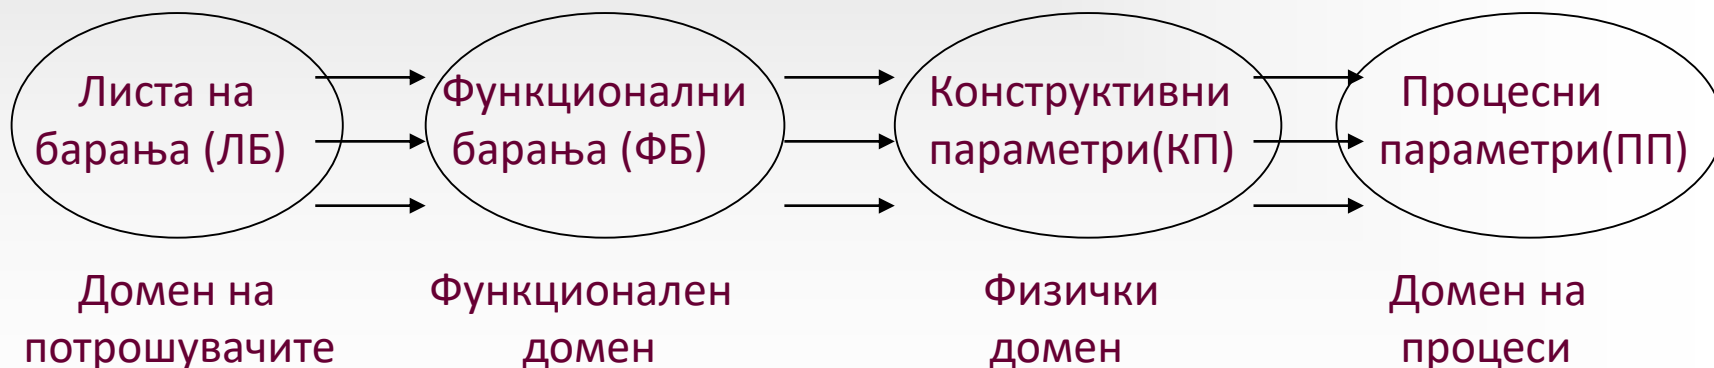 Листа на
барања (ЛБ)
Функционални
барања (ФБ)
Конструктивни
параметри(КП)
Процесни
параметри(ПП)
Домен на
потрошувачите
Функционален
домен
Физички
домен
Домен на
процеси